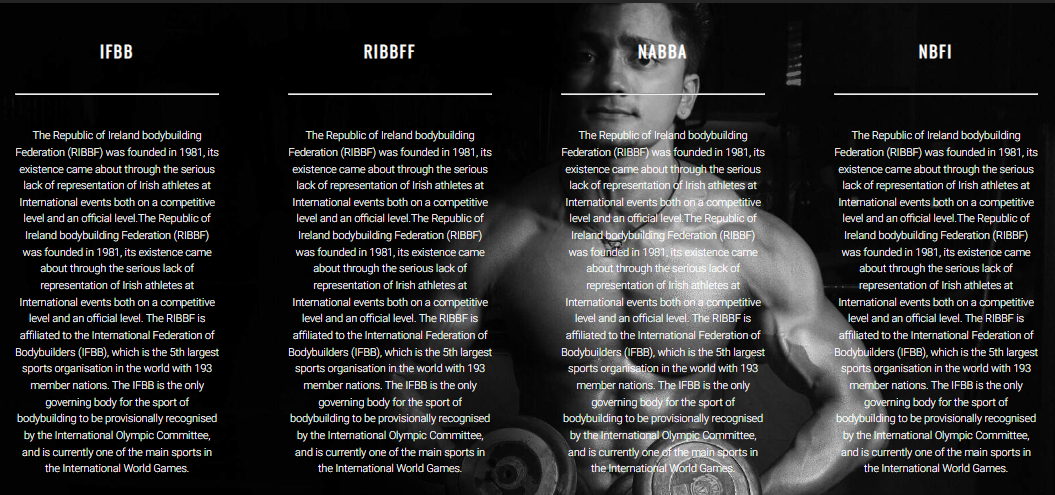 IFBB
The Republic of Ireland bodybuilding
Federation (RIBBF) was founded in 1981, its
existence came about through the serious
lack of representation of Irish athletes at
International events both on a competitive
level and an official level.The Republic of
Ireland bodybuilding Federation (RIBBF)
was founded in 1981, its existence came
about through the serious lack of
representation of Irish athletes at
International events both on a competitive
level and an official level. The RIBBF is
affiliated to the International Federation of
Bodybuilders (IFBB), which is the 5th largest
sports organisation in the world with 193
member nations. The IFBB is the only
governing body for the sport of
bodybuilding to be provisionally recognised
by the International Olympic Committee,
and is currently one of the main sports in
the International World Games.
RIBBFF
The Republic of Ireland bodybuilding
Federation (RIBBF) was founded in 1981, its
existence came about through the serious
lack of representation of Irish athletes at
International events both on a competitive
level and an official level.The Republic of
Ireland bodybuilding Federation (RIBBF)
was founded in 1981, its existence came
about through the serious lack of
representation of Irish athletes at
International events both on a competitive
level and an official level. The RIBBF is
affiliated to the International Federation of
Bodybuilders (IFBB), which is the 5th largest
sports organisation in the world with 193
member nations. The IFBB is the only
governing body for the sport of
bodybuilding to be provisionally recognised
by the International Olympic Committee,
and is currently one of the main sports in
the International World Games.
NABBA
The Republic of Ireland bodybuilding
Federation (RIBBF) was founded in 1981, its
existence came about through the serious
lack of representation of Irish athletes at
International events both on a competitive
level and an official level.The Republic of
Ireland bodybuilding Federation (RIBBF)
was founded in 1981, its existence came
about through the serious lack of
representation of Irish athletes at
International events both on a competitive
level and an official level. The RIBBF is
affiliated to the International Federation of
Bodybuilders (IFBB), which is the 5th largest
sports organisation in the world with 193
member nations. The IFBB is the only
governing body for the sport of
bodybuilding to be provisionally recognised
by the International Olympic Committee,
and is currently one of the main sports in
the International World Games.
NBFI
The Republic of Ireland bodybuilding
Federation (RIBBF) was founded in 1981, its
existence came about through the serious
lack of representation of Irish athletes at
International events both on a competitive
level and an official level.The Republic of
Ireland bodybuilding Federation (RIBBF)
was founded in 1981, its existence came
about through the serious lack of
representation of Irish athletes at
International events both on a competitive
level and an official level. The RIBBF is
affiliated to the International Federation of
Bodybuilders (IFBB), which is the 5th largest
sports organisation in the world with 193
member nations. The IFBB is the only
governing body for the sport of
bodybuilding to be provisionally recognised
by the International Olympic Committee,
and is currently one of the main sports in
the International World Games.